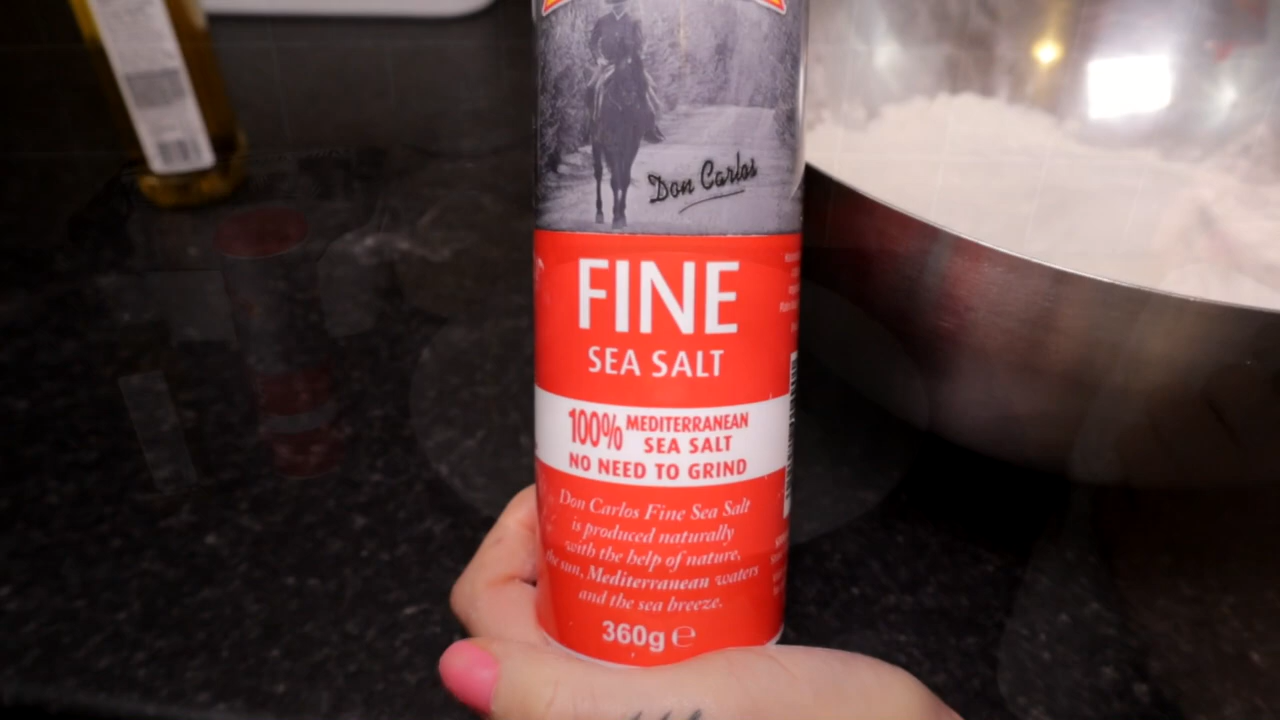 Don Carlos
FINE
SEA SALT
100% MEDITERRANEAN
SEA SALT
NO NEED TO GRIND
Don Carlos Fine Sea Salt
is produced naturally
with the help of nature,
the sun, Mediterranean waters
and the sea breeze.
360g ℮